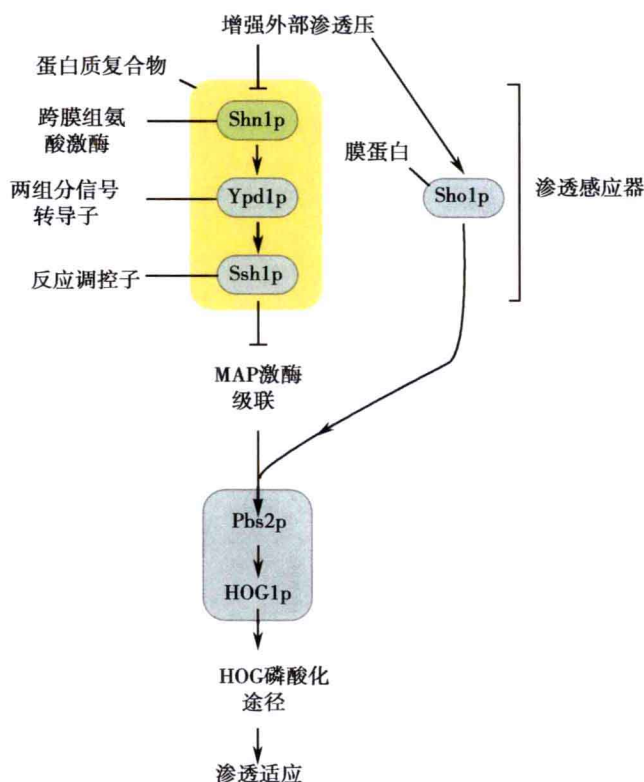 增强外部渗透压
蛋白质复合物
跨膜组氨
酸激酶
Shn1p
两组分信号
转导子
Ypd1p
反应调控子
Ssh1p
膜蛋白
Sho1p
渗透感应器
MAP激酶
级联
Pbs2p
HOG1p
HOG磷酸化
途径
渗透适应